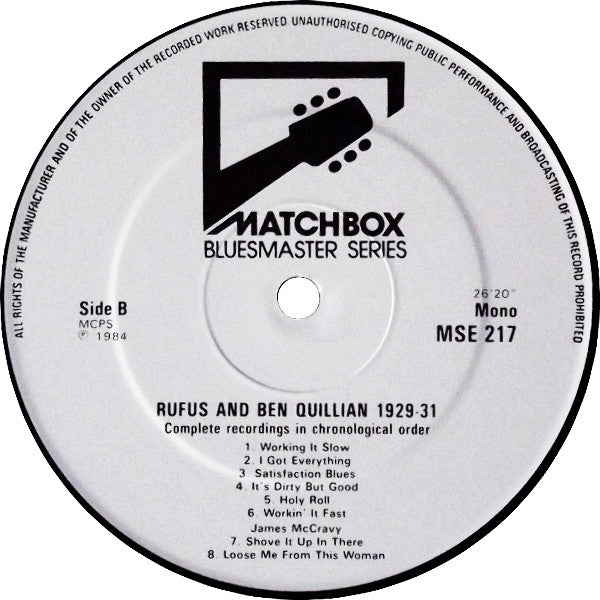 ALL RIGHTS OF THE MANUFACTURER AND OF THE OWNER OF THE RECORDED WORK RESERVED. UNAUTHORISED COPYING PUBLIC PERFORMANCE AND BROADCASTING OF THIS RECORD PROHIBITED
MATCHBOX
BLUESMASTER SERIES
Side B
MCPS
℗ 1984
26'20"
Mono
MSE 217
RUFUS AND BEN QUILLIAN 1929-31
Complete recordings in chronological order
1. Working It Slow
2. I Got Everything
3 Satisfaction Blues
4. It's Dirty But Good
5. Holy Roll
6. Workin' It Fast
James McCravy
7. Shove It Up In There
8. Loose Me From This Woman